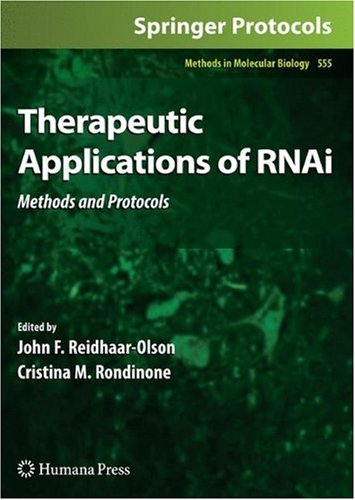 Springer Protocols
Methods in Molecular Biology 555
Therapeutic
Applications of RNAi
Methods and Protocols
Edited by
John F. Reidhaar-Olson
Cristina M. Rondinone
Humana Press